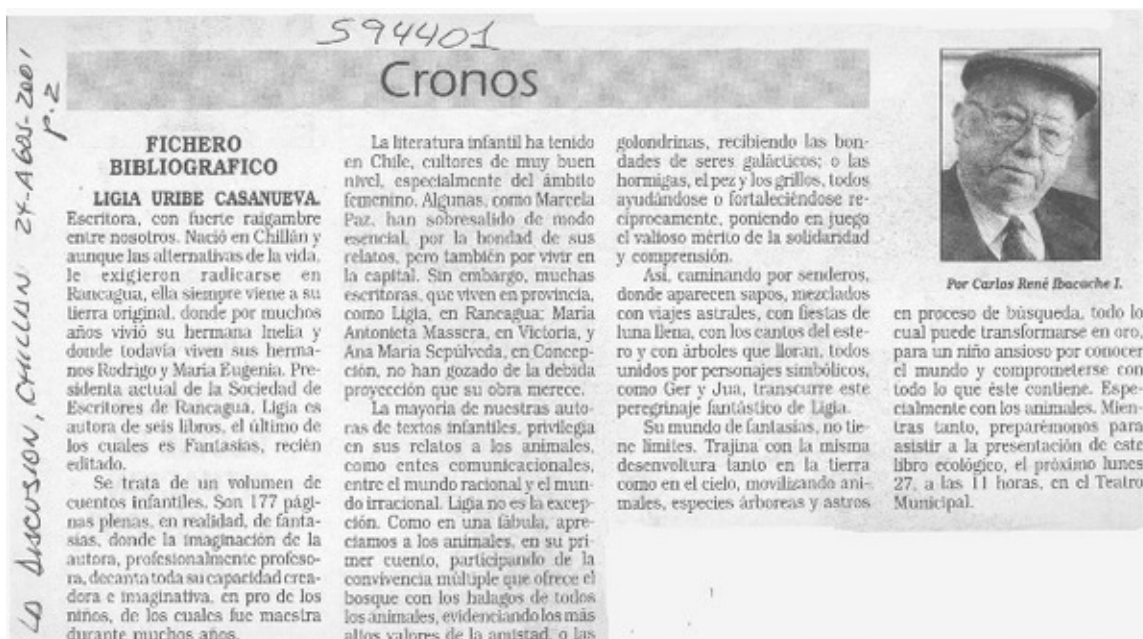 594401
La Discusión, Chillán 24-Agos-2001
p. 2
Cronos
FICHERO
BIBLIOGRAFICO
LIGIA URIBE CASANUEVA.
Escritora, con fuerte raigambre
entre nosotros. Nació en Chillán y
aunque las alternativas de la vida,
le exigieron radicarse en
Rancagua, ella siempre viene a su
tierra original, donde por muchos
años vivió su hermana Inelia y
donde todavía viven sus herma-
nos Rodrigo y María Eugenia. Pre-
sidenta actual de la Sociedad de
Escritores de Rancagua, Ligia es
autora de seis libros, el último de
los cuales es Fantasías, recién
editado.
Se trata de un volumen de
cuentos infantiles. Son 177 pági-
nas plenas, en realidad, de fanta-
sías, donde la imaginación de la
autora, profesionalmente profeso-
ra, decanta toda su capacidad crea-
dora e imaginativa, en pro de los
niños, de los cuales fue maestra
durante muchos años.
La literatura infantil ha tenido
en Chile, cultores de muy buen
nivel, especialmente del ámbito
femenino. Algunas, como Marcela
Paz, han sobresalido de modo
esencial, por la bondad de sus
relatos, pero también por vivir en
la capital. Sin embargo, muchas
escritoras, que viven en provincia,
como Ligia, en Rancagua; María
Antonieta Massera, en Victoria, y
Ana María Sepúlveda, en Concep-
ción, no han gozado de la debida
proyección que su obra merece.
La mayoría de nuestras auto-
ras de textos infantiles, privilegia
en sus relatos a los animales,
como entes comunicacionales,
entre el mundo racional y el mun-
do irracional. Ligia no es la excep-
ción. Como en una fábula, apre-
ciamos a los animales, en su pri-
mer cuento, participando de la
convivencia múltiple que ofrece el
bosque con los halagos de todos
los animales, evidenciando los más
altos valores de la amistad, o las
golondrinas, recibiendo las bon-
dades de seres galácticos; o las
hormigas, el pez y los grillos, todos
ayudándose o fortaleciéndose re-
cíprocamente, poniendo en juego
el valioso mérito de la solidaridad
y comprensión.
Así, caminando por senderos,
donde aparecen sapos, mezclados
con viajes astrales, con fiestas de
luna llena, con los cantos del este-
ro y con árboles que lloran, todos
unidos por personajes simbólicos,
como Ger y Jua, transcurre este
peregrinaje fantástico de Ligia.
Su mundo de fantasías, no tie-
ne límites. Trajina con la misma
desenvoltura tanto en la tierra
como en el cielo, movilizando ani-
males, especies árboreas y astros
Por Carlos René Ibacache I.
en proceso de búsqueda, todo lo
cual puede transformarse en oro,
para un niño ansioso por conocer
el mundo y comprometerse con
todo lo que éste contiene. Espe-
cialmente con los animales. Mien-
tras tanto, preparémonos para
asistir a la presentación de este
libro ecológico, el próximo lunes
27, a las 11 horas, en el Teatro
Municipal.